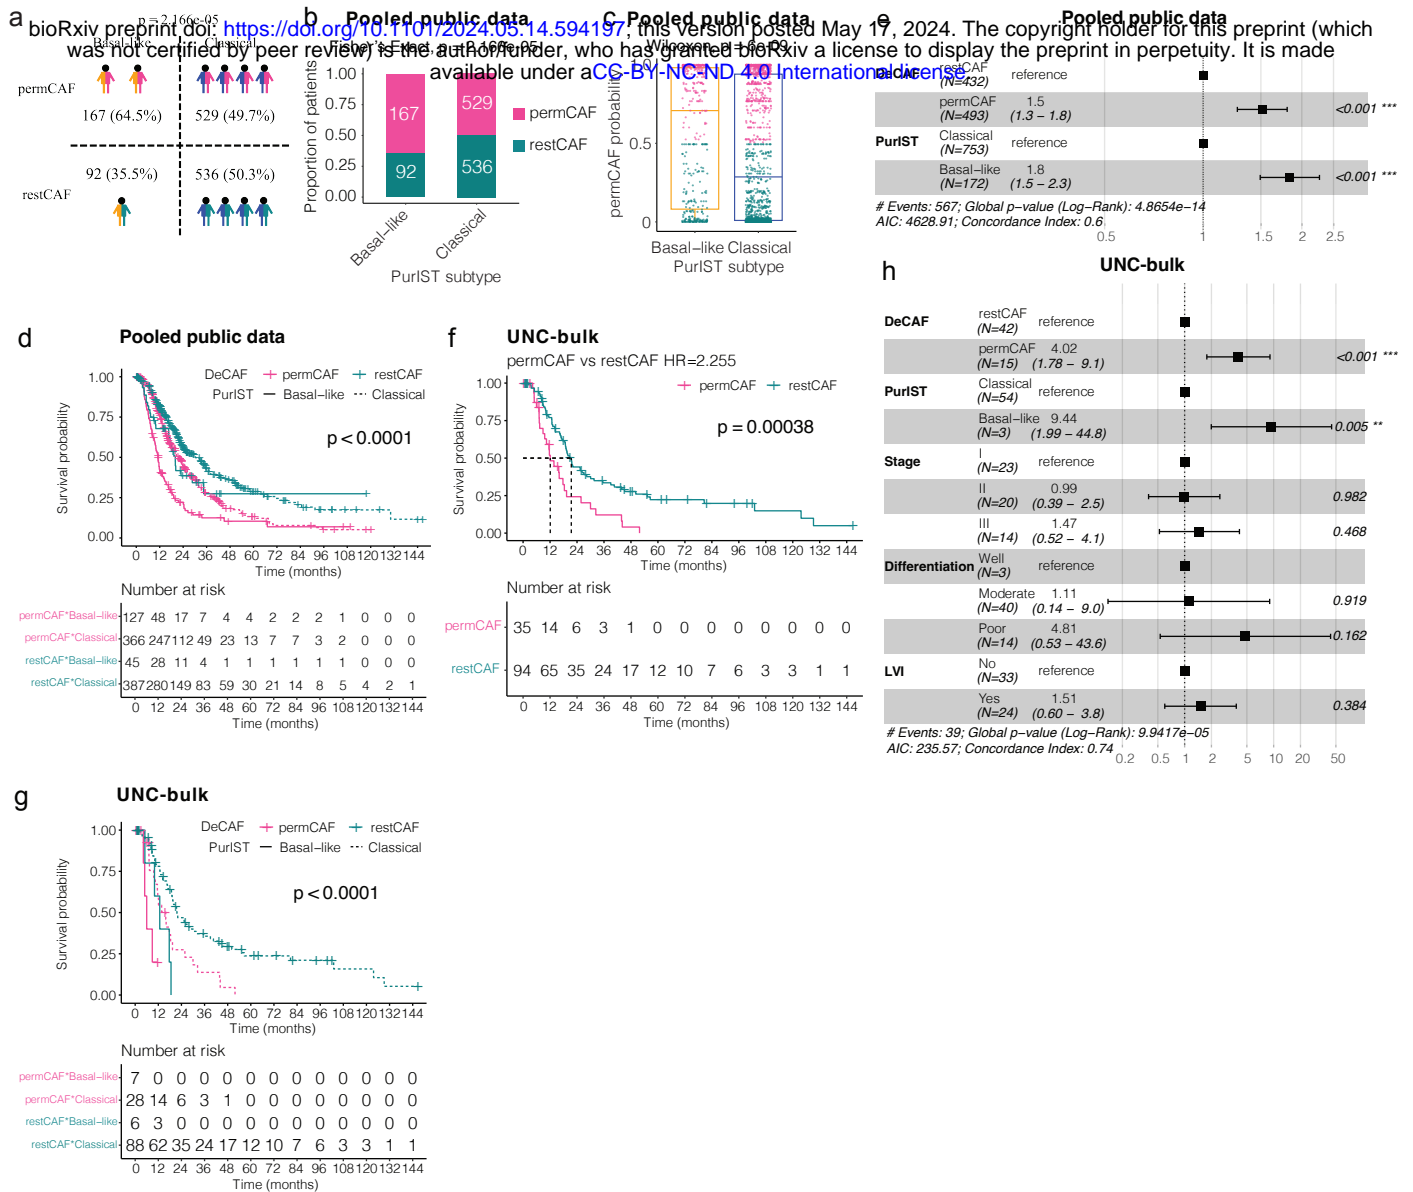 bioRxiv preprint doi: https://doi.org/10.1101/2024.05.14.594197; this version posted May 17, 2024. The copyright holder for this preprint (which
was not certified by peer review) is the author/funder, who has granted bioRxiv a license to display the preprint in perpetuity. It is made
available under aCC-BY-NC-ND 4.0 International license.
a
p = 2.166e-05
Basal-like Classical
permCAF
167 (64.5%) 529 (49.7%)
92 (35.5%) 536 (50.3%)
restCAF
b Pooled public data
Fisher's Exact, p = 2.166e-05
Proportion of patients
1.00
0.75
0.50
0.25
0.00
167 529
92 536
permCAF
restCAF
Basal-like Classical
PurIST subtype
c Pooled public data
Wilcoxon, p = 6e-09
permCAF probability
1.0
0.5
0
Basal-like Classical
PurIST subtype
e Pooled public data
DeCAF restCAF (N=432) reference
permCAF (N=493) 1.5 (1.3 – 1.8) <0.001 ***
PurIST Classical (N=753) reference
Basal-like (N=172) 1.8 (1.5 – 2.3) <0.001 ***
# Events: 567; Global p-value (Log-Rank): 4.8654e-14
AIC: 4628.91; Concordance Index: 0.6
0.5 1 1.5 2 2.5
d Pooled public data
DeCAF permCAF restCAF
PurIST Basal-like Classical
p < 0.0001
Survival probability
1.00
0.75
0.50
0.25
0.00
0 12 24 36 48 60 72 84 96 108 120 132 144
Time (months)
Number at risk
permCAF*Basal-like 127 48 17 7 4 4 2 2 2 1 0 0 0
permCAF*Classical 366 247 112 49 23 13 7 7 3 2 0 0 0
restCAF*Basal-like 45 28 11 4 1 1 1 1 1 1 0 0 0
restCAF*Classical 387 280 149 83 59 30 21 14 8 5 4 2 1
0 12 24 36 48 60 72 84 96 108 120 132 144
Time (months)
f UNC-bulk
permCAF vs restCAF HR=2.255
permCAF restCAF
p = 0.00038
Survival probability
1.00
0.75
0.50
0.25
0.00
0 12 24 36 48 60 72 84 96 108 120 132 144
Time (months)
Number at risk
permCAF 35 14 6 3 1 0 0 0 0 0 0 0 0
restCAF 94 65 35 24 17 12 10 7 6 3 3 1 1
0 12 24 36 48 60 72 84 96 108 120 132 144
Time (months)
h UNC-bulk
DeCAF restCAF (N=42) reference
permCAF (N=15) 4.02 (1.78 – 9.1) <0.001 ***
PurIST Classical (N=54) reference
Basal-like (N=3) 9.44 (1.99 – 44.8) 0.005 **
Stage I (N=23) reference
II (N=20) 0.99 (0.39 – 2.5) 0.982
III (N=14) 1.47 (0.52 – 4.1) 0.468
Differentiation Well (N=3) reference
Moderate (N=40) 1.11 (0.14 – 9.0) 0.919
Poor (N=14) 4.81 (0.53 – 43.6) 0.162
LVI No (N=33) reference
Yes (N=24) 1.51 (0.60 – 3.8) 0.384
# Events: 39; Global p-value (Log-Rank): 9.9417e-05
AIC: 235.57; Concordance Index: 0.74
0.2 0.5 1 2 5 10 20 50
g UNC-bulk
DeCAF permCAF restCAF
PurIST Basal-like Classical
p < 0.0001
Survival probability
1.00
0.75
0.50
0.25
0.00
0 12 24 36 48 60 72 84 96 108 120 132 144
Time (months)
Number at risk
permCAF*Basal-like 7 0 0 0 0 0 0 0 0 0 0 0 0
permCAF*Classical 28 14 6 3 1 0 0 0 0 0 0 0 0
restCAF*Basal-like 6 3 0 0 0 0 0 0 0 0 0 0 0
restCAF*Classical 88 62 35 24 17 12 10 7 6 3 3 1 1
0 12 24 36 48 60 72 84 96 108 120 132 144
Time (months)